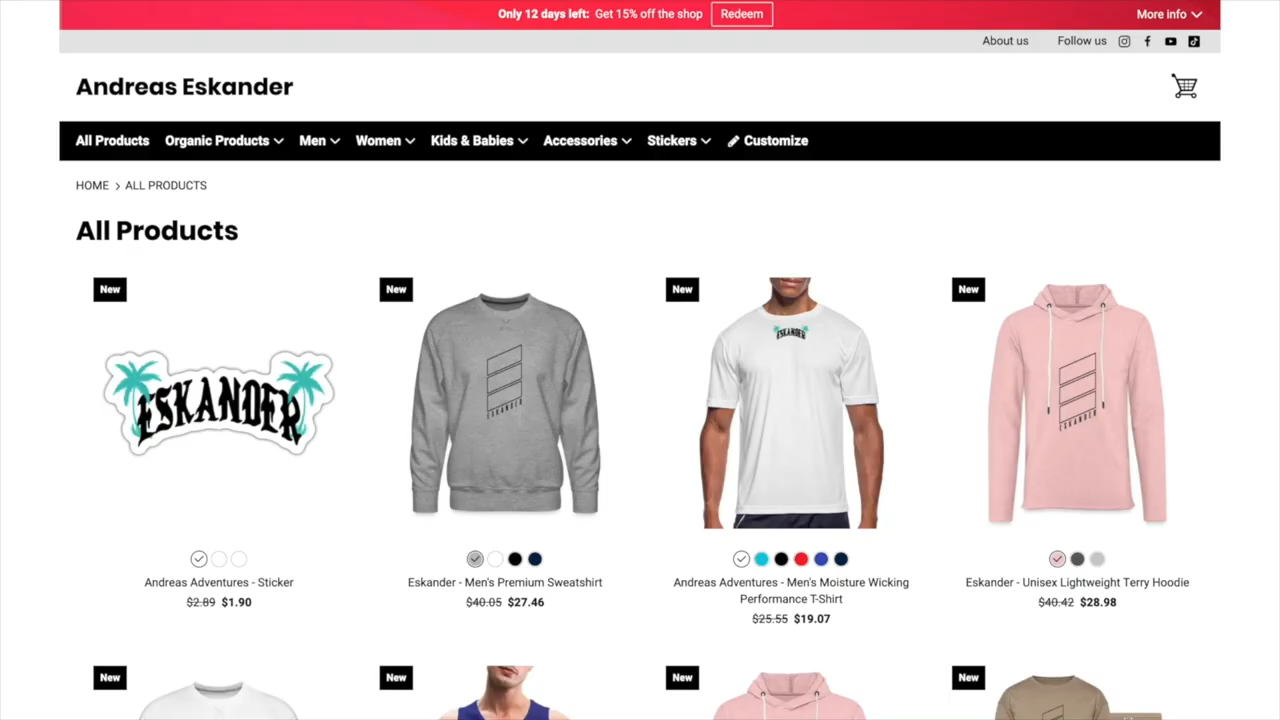 Only 12 days left: Get 15% off the shop Redeem More info
About us Follow us
Andreas Eskander
All Products Organic Products Men Women Kids & Babies Accessories Stickers Customize
HOME > ALL PRODUCTS
All Products
New New New New
ESKANDER
ESKANDER
ESKANDER
ESKANDER
Andreas Adventures - Sticker
$2.89 $1.90
Eskander - Men's Premium Sweatshirt
$40.05 $27.46
Andreas Adventures - Men's Moisture Wicking
Performance T-Shirt
$25.55 $19.07
Eskander - Unisex Lightweight Terry Hoodie
$40.42 $28.98
New New New New